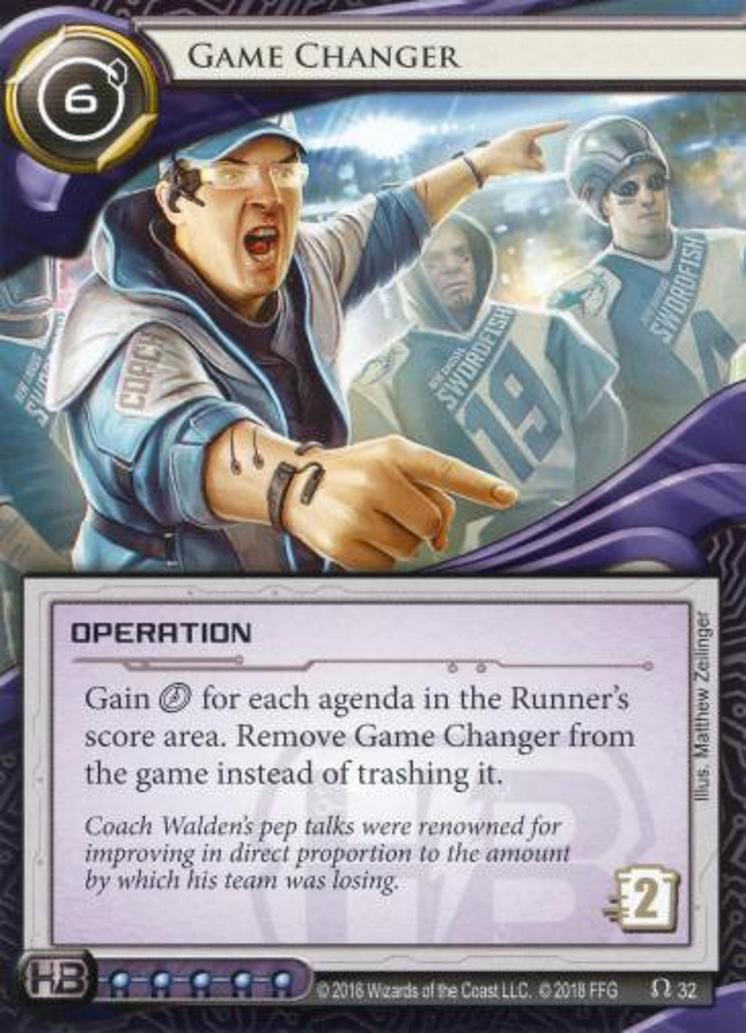 6
GAME CHANGER
COACH
SWORDFISH
19
SWORDFISH
4
OPERATION
Gain for each agenda in the Runner's
score area. Remove Game Changer from
the game instead of trashing it.
Coach Walden's pep talks were renowned for
improving in direct proportion to the amount
by which his team was losing.
2
Illus. Matthew Zeilinger
HB
© 2018 Wizards of the Coast LLC. © 2018 FFG
Ω 32